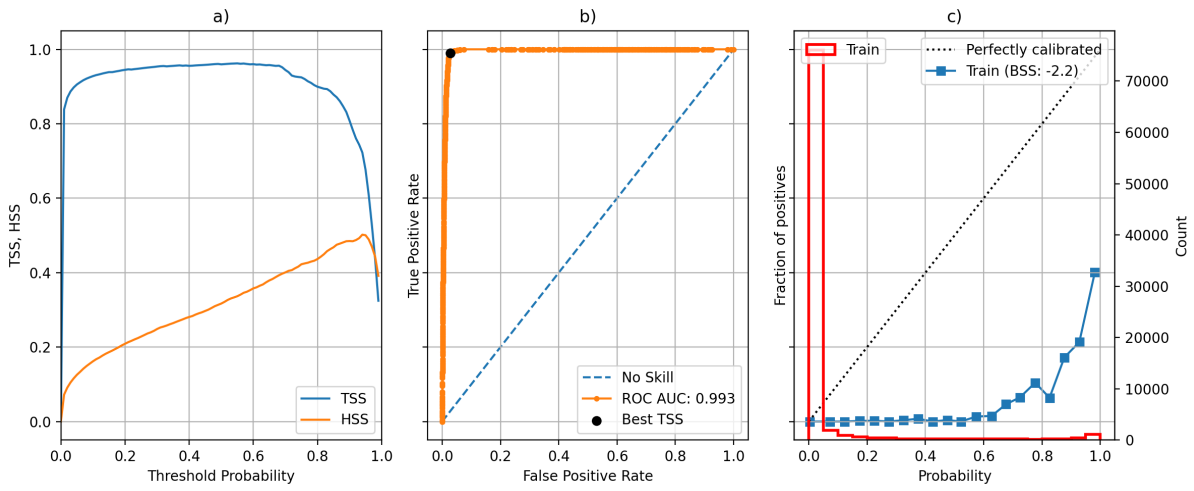 a)
TSS, HSS
1.0
0.8
0.6
0.4
0.2
0.0
0.0 0.2 0.4 0.6 0.8 1.0
Threshold Probability
TSS
HSS
b)
True Positive Rate
0.0 0.2 0.4 0.6 0.8 1.0
False Positive Rate
No Skill
ROC AUC: 0.993
Best TSS
c)
Fraction of positives
Train
Perfectly calibrated
Train (BSS: -2.2)
0.0 0.2 0.4 0.6 0.8 1.0
Probability
70000
60000
50000
40000
30000
20000
10000
0
Count